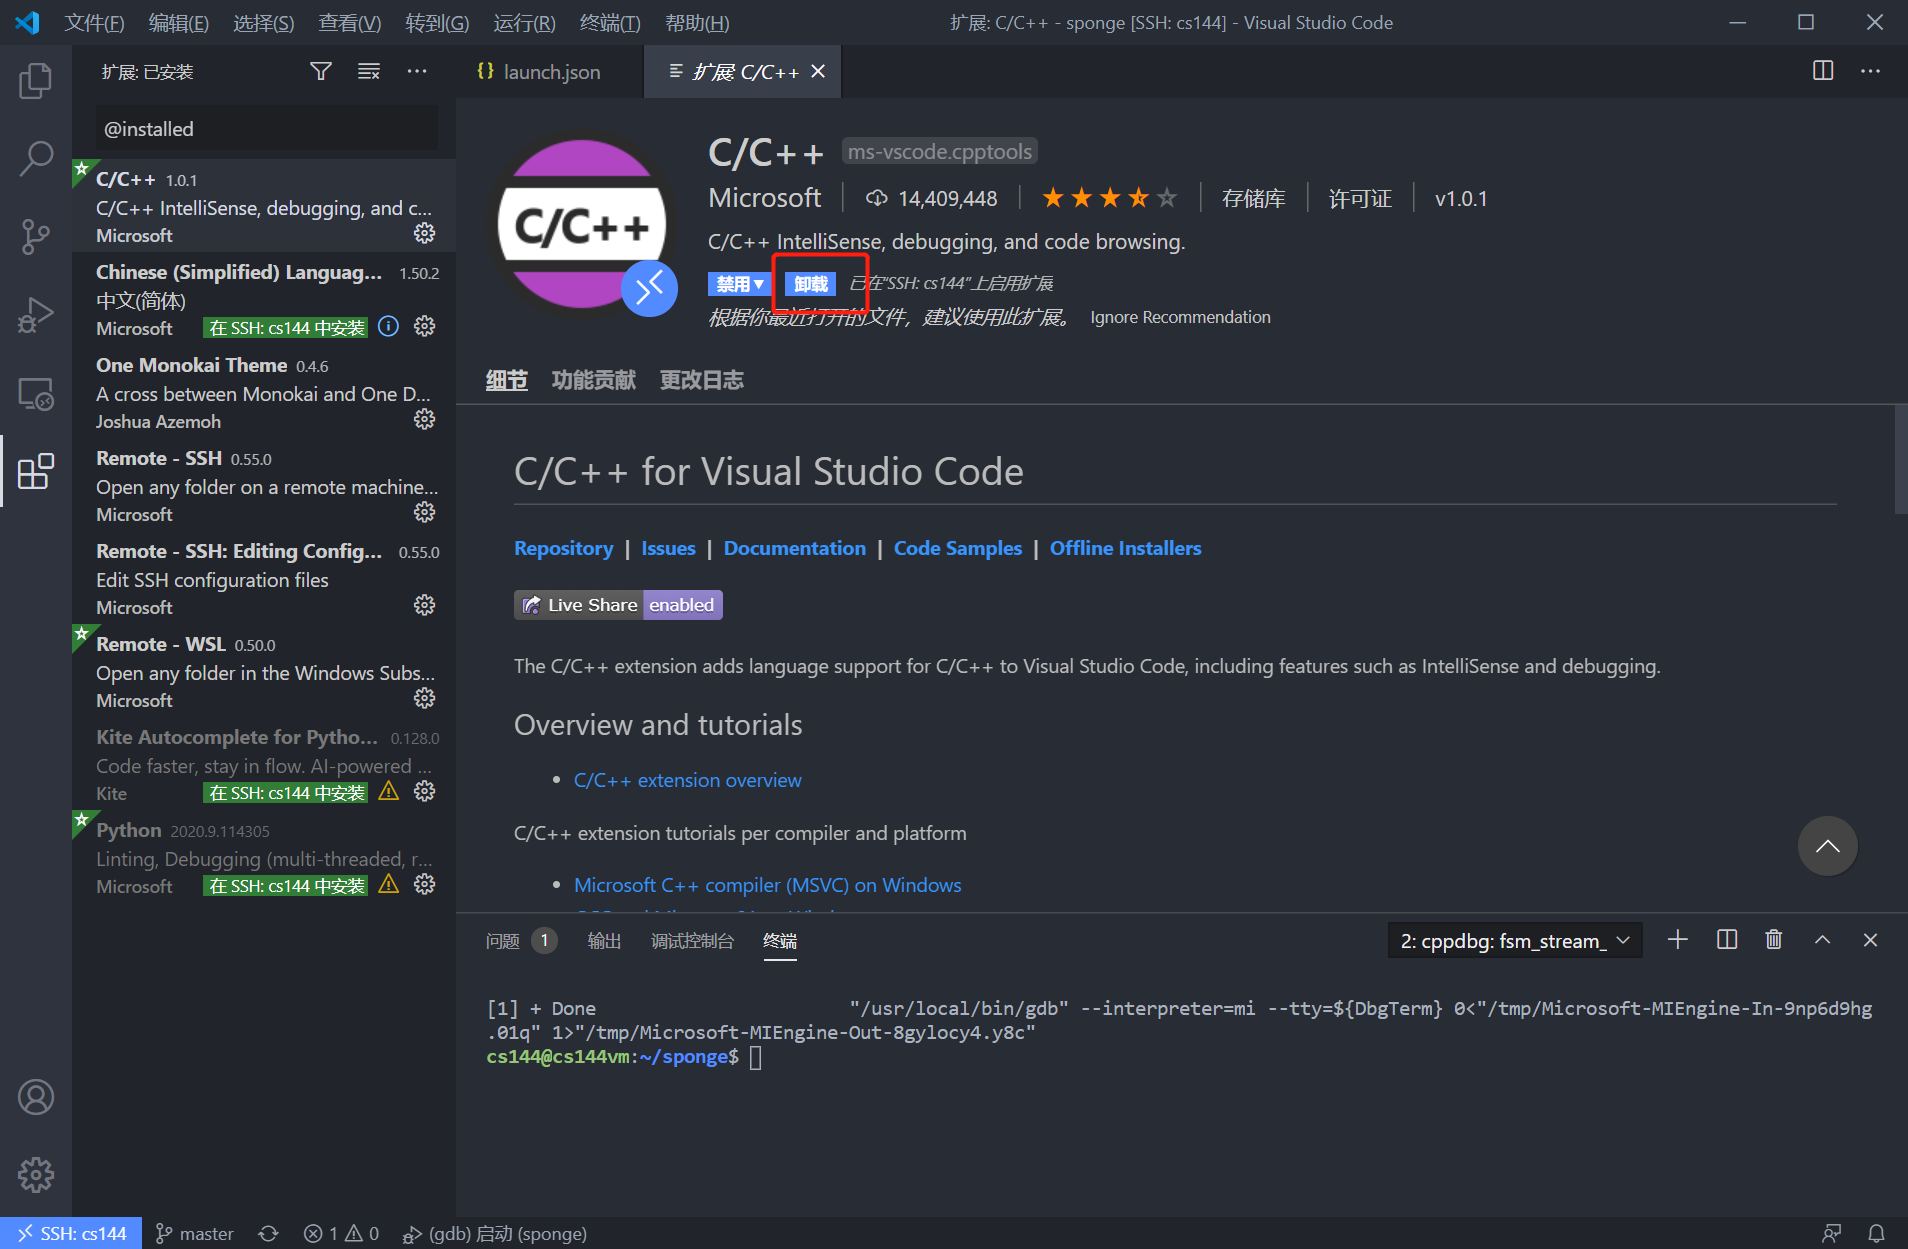 文件(F) 编辑(E) 选择(S) 查看(V) 转到(G) 运行(R) 终端(T) 帮助(H) 扩展: C/C++ - sponge [SSH: cs144] - Visual Studio Code
扩展: 已安装
@installed
C/C++ 1.0.1
C/C++ IntelliSense, debugging, and c...
Microsoft
Chinese (Simplified) Languag... 1.50.2
中文(简体)
Microsoft 在 SSH: cs144 中安装
One Monokai Theme 0.4.6
A cross between Monokai and One D...
Joshua Azemoh
Remote - SSH 0.55.0
Open any folder on a remote machine...
Microsoft
Remote - SSH: Editing Config... 0.55.0
Edit SSH configuration files
Microsoft
Remote - WSL 0.50.0
Open any folder in the Windows Subs...
Microsoft
Kite Autocomplete for Pytho... 0.128.0
Code faster, stay in flow. AI-powered ...
Kite 在 SSH: cs144 中安装
Python 2020.9.114305
Linting, Debugging (multi-threaded, r...
Microsoft 在 SSH: cs144 中安装
launch.json 扩展: C/C++
C/C++
C/C++ ms-vscode.cpptools
Microsoft 14,409,448 存储库 许可证 v1.0.1
C/C++ IntelliSense, debugging, and code browsing.
禁用 卸载 已在"SSH: cs144"上启用扩展
根据你最近打开的文件，建议使用此扩展。 Ignore Recommendation
细节 功能贡献 更改日志
C/C++ for Visual Studio Code
Repository | Issues | Documentation | Code Samples | Offline Installers
Live Share enabled
The C/C++ extension adds language support for C/C++ to Visual Studio Code, including features such as IntelliSense and debugging.
Overview and tutorials
• C/C++ extension overview
C/C++ extension tutorials per compiler and platform
• Microsoft C++ compiler (MSVC) on Windows
问题 1 输出 调试控制台 终端 2: cppdbg: fsm_stream_
[1] + Done "/usr/local/bin/gdb" --interpreter=mi --tty=${DbgTerm} 0<"/tmp/Microsoft-MIEngine-In-9np6d9hg
.01q" 1>"/tmp/Microsoft-MIEngine-Out-8gylocy4.y8c"
cs144@cs144vm:~/sponge$
SSH: cs144 master 1 0 (gdb) 启动 (sponge)